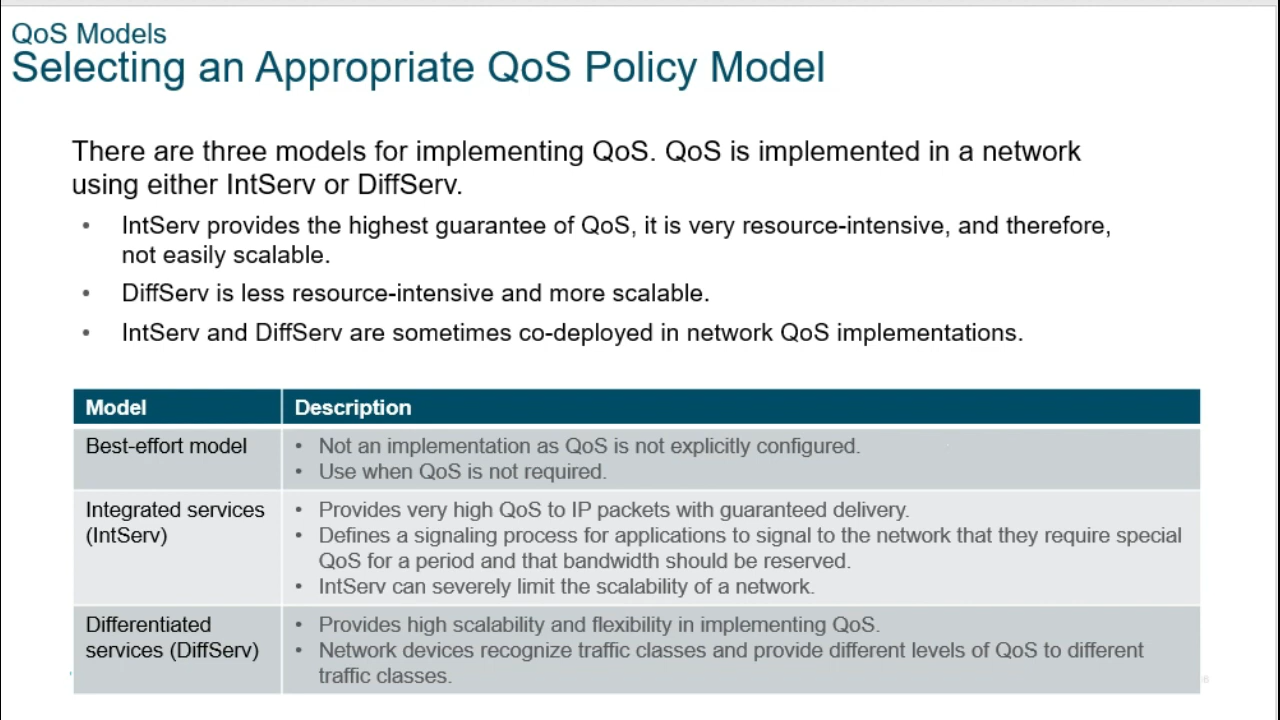 QoS Models
Selecting an Appropriate QoS Policy Model
There are three models for implementing QoS. QoS is implemented in a network
using either IntServ or DiffServ.
• IntServ provides the highest guarantee of QoS, it is very resource-intensive, and therefore,
not easily scalable.
• DiffServ is less resource-intensive and more scalable.
• IntServ and DiffServ are sometimes co-deployed in network QoS implementations.
Model Description
Best-effort model
• Not an implementation as QoS is not explicitly configured.
• Use when QoS is not required.
Integrated services
(IntServ)
• Provides very high QoS to IP packets with guaranteed delivery.
• Defines a signaling process for applications to signal to the network that they require special
QoS for a period and that bandwidth should be reserved.
• IntServ can severely limit the scalability of a network.
Differentiated
services (DiffServ)
• Provides high scalability and flexibility in implementing QoS.
• Network devices recognize traffic classes and provide different levels of QoS to different
traffic classes.